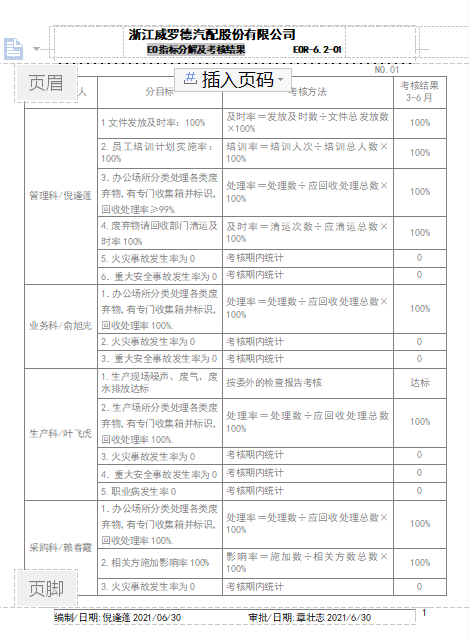 浙江威罗德汽配股份有限公司
EO指标分解及考核结果 EOR-6.2-01
页眉
插入页码
NO.01
人 分目标 考核方法 考核结果
3-6月
管理科/倪逢蓬
1文件发放及时率：100% 及时率＝发放及时数÷文件总发放数
×100% 100%
2. 员工培训计划实施率：
100% 培训率＝培训人次÷培训总人数×
100% 100%
3. 办公场所分类处理各类废
弃物，有专门收集箱并标识，
回收处理率≥99% 处理率＝处理数÷应回收处理总数×
100% 100%
4. 废弃物请回收部门清运及
时率100% 及时率＝清运次数÷应清运总数×
100% 100%
5. 火灾事故发生率为0 考核期内统计 0
6. 重大安全事故发生率为0 考核期内统计 0
业务科/俞旭光
1. 办公场所分类处理各类废
弃物，有专门收集箱并标识，
回收处理率100%. 处理率＝处理数÷应回收处理总数×
100% 100%
2. 火灾事故发生率为0 考核期内统计 0
3. 重大安全事故发生率为0 考核期内统计 0
生产科/叶飞虎
1. 生产现场噪声、废气、废
水排放达标 按委外的检查报告考核 达标
2. 生产场所分类处理各类废
弃物，有专门收集箱并标识，
回收处理率100%. 处理率＝处理数÷应回收处理总数
100% 100%
3. 火灾事故发生率为0 考核期内统计 0
4. 重大安全事故发生率为0 考核期内统计 0
5. 职业病发生率0 考核期内统计 0
采购科/赖春霞
1. 办公场所分类处理各类废
弃物，有专门收集箱并标识，
回收处理率100%. 处理率＝处理数÷应回收处理总数×
100% 100%
2. 相关方施加影响率100% 影响率＝施加数÷相关方数总数×
100% 100%
3. 火灾事故发生率为0 考核期内统计 0
页脚
编制/日期:倪逢蓬 2021/06/30 审批/日期:章壮志 2021/6/30 1